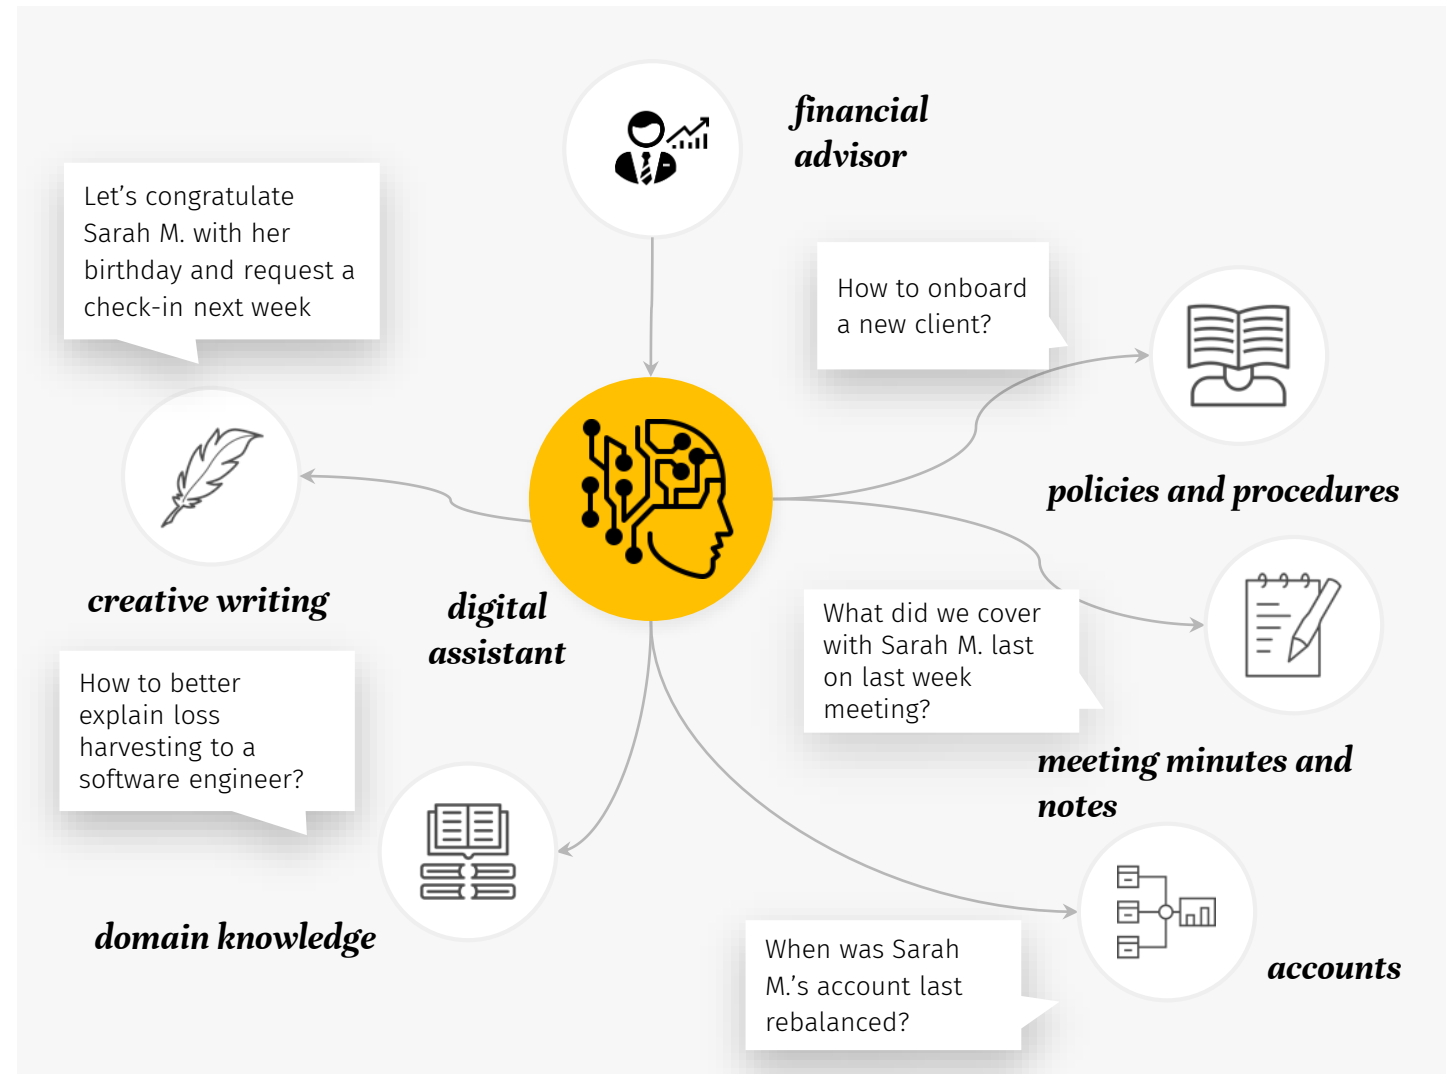 financial
advisor
Let’s congratulate
Sarah M. with her
birthday and request a
check-in next week
How to onboard
a new client?
policies and procedures
creative writing
digital
assistant
What did we cover
with Sarah M. last
on last week
meeting?
How to better
explain loss
harvesting to a
software engineer?
meeting minutes and
notes
domain knowledge
When was Sarah
M.’s account last
rebalanced?
accounts